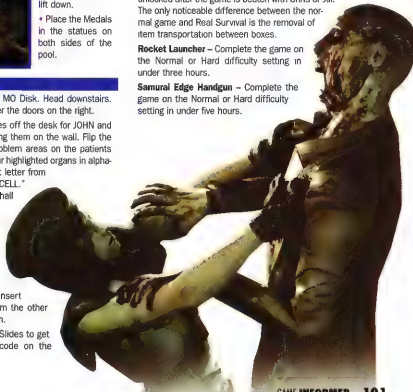 lift down.
• Place the Medals
in the statues on
both sides of the
pool.
MO Disk. Head downstairs.
the doors on the right.
es off the desk for JOHN and
ng them on the wall. Flip the
oblem areas on the patients
ur highlighted organs in alpha-
letter from
CELL."
hall
nsert
m the other
n.
Slides to get
code on the
unlocked after the game is beaten with Chris or Jill.
The only noticeable difference between the nor-
mal game and Real Survival is the removal of
item transportation between boxes.
Rocket Launcher – Complete the game on
the Normal or Hard difficulty setting in
under three hours.
Samurai Edge Handgun – Complete the
game on the Normal or Hard difficulty
setting in under five hours.
GAME INFORMER 101